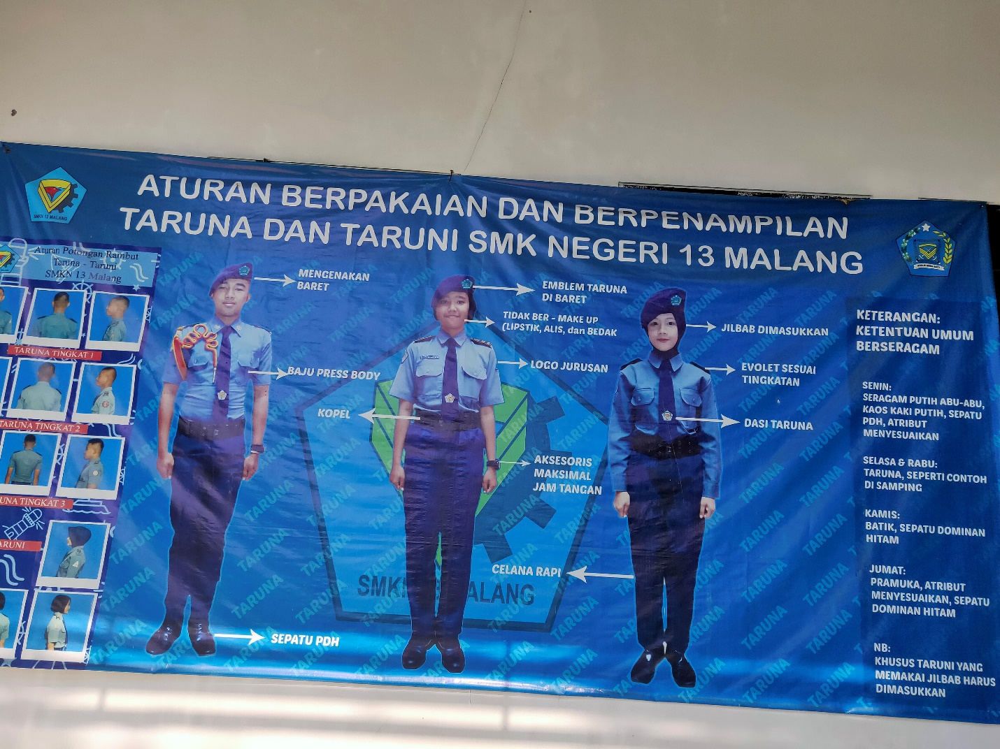 ATURAN BERPAKAIAN DAN BERPENAMPILAN
TARUNA DAN TARUNI SMK NEGERI 13 MALANG
SMKN 13 MALANG
Aturan Potongan Rambut
Taruna - Taruni
SMKN 13 Malang
TARUNA TINGKAT 1
TARUNA TINGKAT 2
UNA TINGKAT 3
ARUNI
MENGENAKAN
BARET
BAJU PRESS BODY
SEPATU PDH
EMBLEM TARUNA
DI BARET
TIDAK BER - MAKE UP
(LIPSTIK, ALIS, dan BEDAK
LOGO JURUSAN
KOPEL
AKSESORIS
MAKSIMAL
JAM TANGAN
CELANA RAPI
JILBAB DIMASUKKAN
EVOLET SESUAI
TINGKATAN
DASI TARUNA
SMKN ALANG
TARUNA
KETERANGAN:
KETENTUAN UMUM
BERSERAGAM
SENIN:
SERAGAM PUTIH ABU-ABU,
KAOS KAKI PUTIH, SEPATU
PDH, ATRIBUT
MENYESUAIKAN
SELASA & RABU:
TARUNA, SEPERTI CONTOH
DI SAMPING
KAMIS:
BATIK, SEPATU DOMINAN
HITAM
JUMAT:
PRAMUKA, ATRIBUT
MENYESUAIKAN, SEPATU
DOMINAN HITAM
NB:
KHUSUS TARUNI YANG
MEMAKAI JILBAB HARUS
DIMASUKKAN